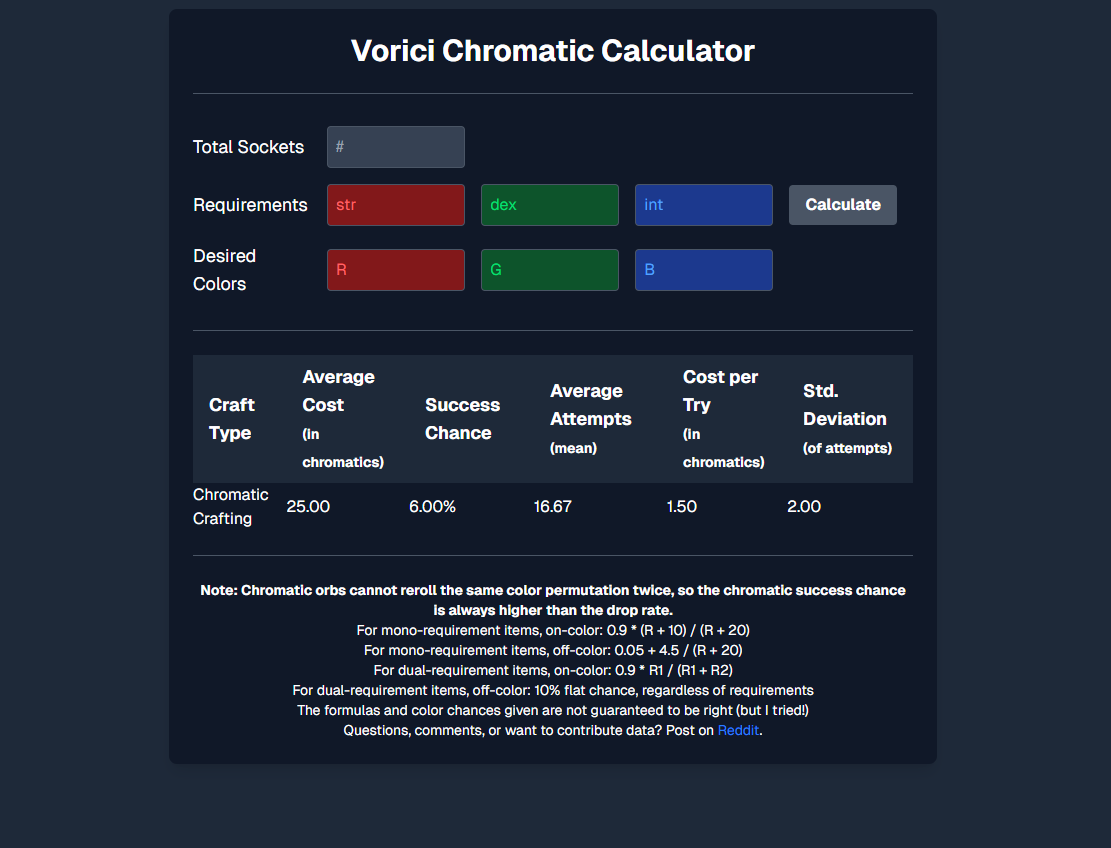 Vorici Chromatic Calculator
Total Sockets
#
Requirements
str
dex
int
Calculate
Desired
Colors
R
G
B
Craft
Type
Average
Cost
(in
chromatics)
Success
Chance
Average
Attempts
(mean)
Cost per
Try
(in
chromatics)
Std.
Deviation
(of attempts)
Chromatic
Crafting
25.00
6.00%
16.67
1.50
2.00
Note: Chromatic orbs cannot reroll the same color permutation twice, so the chromatic success chance
is always higher than the drop rate.
For mono-requirement items, on-color: 0.9 * (R + 10) / (R + 20)
For mono-requirement items, off-color: 0.05 + 4.5 / (R + 20)
For dual-requirement items, on-color: 0.9 * R1 / (R1 + R2)
For dual-requirement items, off-color: 10% flat chance, regardless of requirements
The formulas and color chances given are not guaranteed to be right (but I tried!)
Questions, comments, or want to contribute data? Post on Reddit.